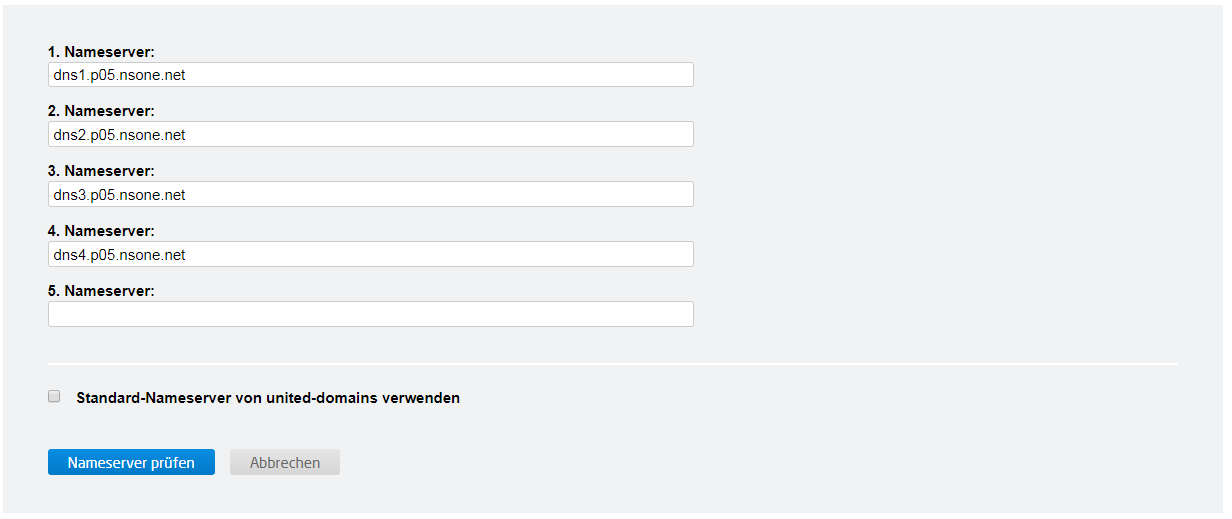 1. Nameserver:
dns1.p05.nsone.net
2. Nameserver:
dns2.p05.nsone.net
3. Nameserver:
dns3.p05.nsone.net
4. Nameserver:
dns4.p05.nsone.net
5. Nameserver:
Standard-Nameserver von united-domains verwenden
Nameserver prüfen Abbrechen